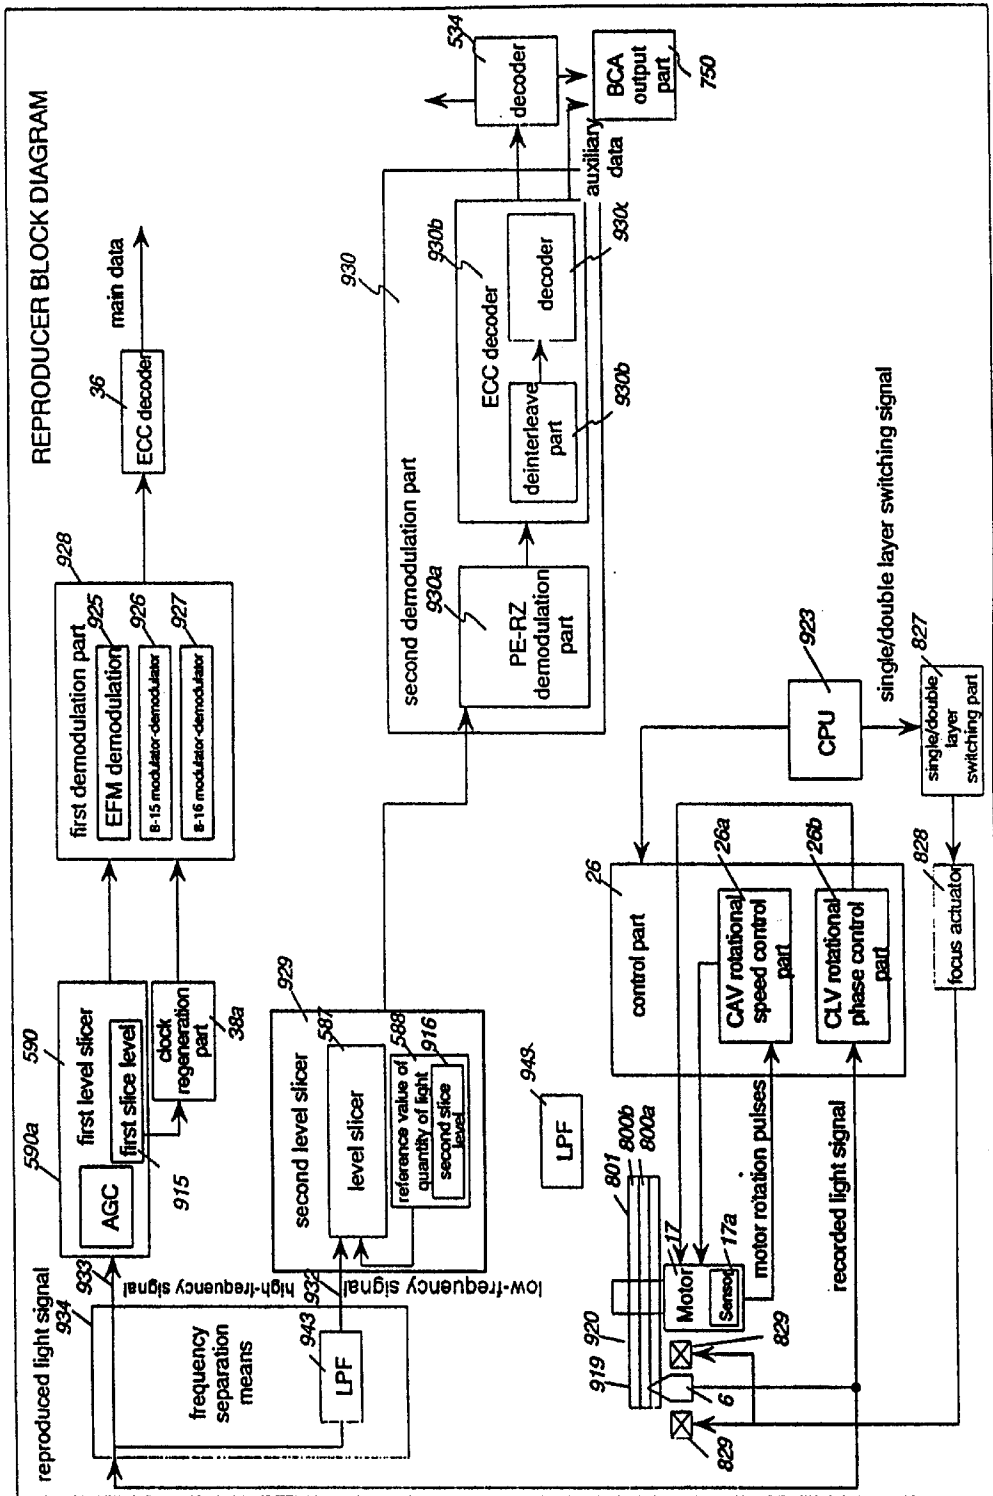 REPRODUCER BLOCK DIAGRAM
reproduced light signal
934
933
frequency
separation
means
943
LPF
high-frequency signal
932
low-frequency signal
590a
590
first level slicer
AGC
first slice level
915
clock
regeneration
part
38a
first demodulation part
928
EFM demodulation
925
8-15 modulator-demodulator
926
8-16 modulator-demodulator
927
36
ECC decoder
main data
second level slicer
929
level slicer
587
reference value of
quantity of light
588
second slice
level
916
second demodulation part
930
930a
PE-RZ
demodulation
part
930b
ECC decoder
deinterleave
part
930b
decoder
930c
534
decoder
auxiliary
data
BCA
output
part
750
943
LPF
919
920
801
800b
800a
Motor
17
Sensor
17a
829
829
6
motor rotation pulses
recorded light signal
26
control part
CAV rotational
speed control
part
26a
CLV rotational
phase control
part
26b
CPU
923
single/double layer switching signal
single/double
layer
switching part
827
focus actuator
828